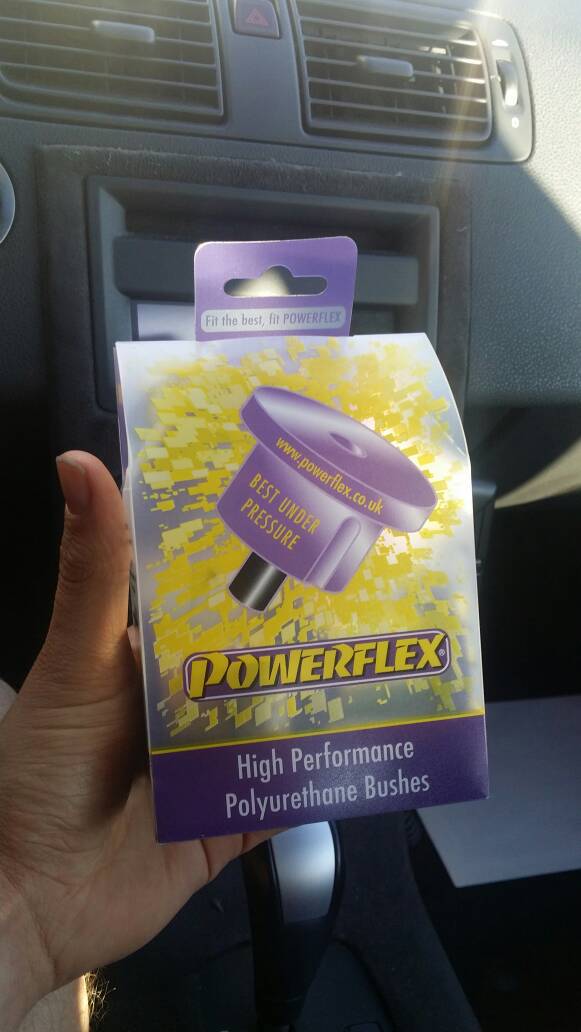 Fit the best, fit POWERFLEX
www.powerflex.co.uk
BEST UNDER
PRESSURE
POWERFLEX®
High Performance
Polyurethane Bushes